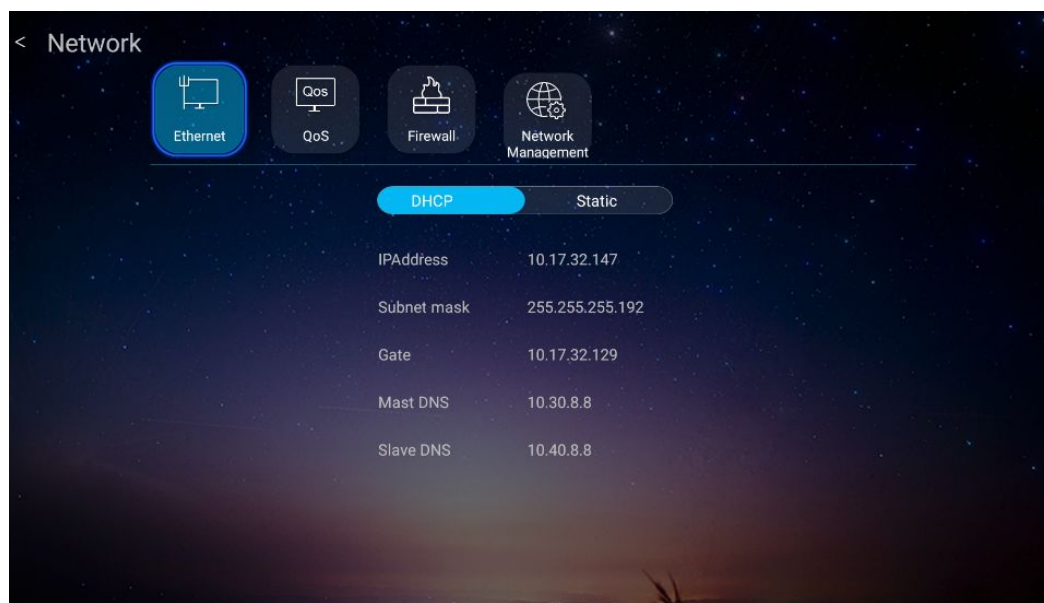 < Network
Qos
Ethernet QoS Firewall Network
Management
DHCP Static
IPAddress 10.17.32.147
Subnet mask 255.255.255.192
Gate 10.17.32.129
Mast DNS 10.30.8.8
Slave DNS 10.40.8.8